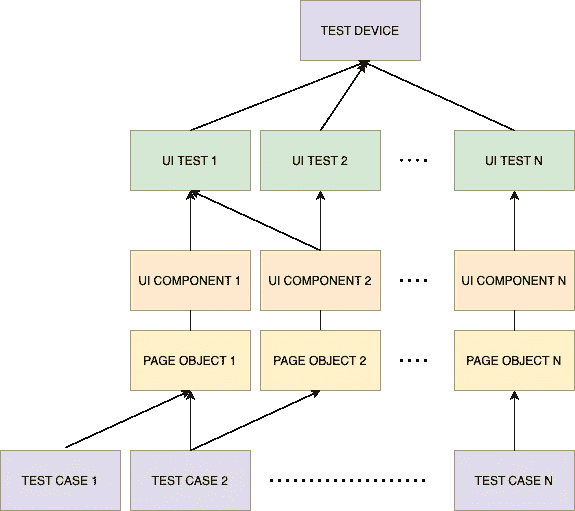 TEST DEVICE
UI TEST 1
UI TEST 2
UI TEST N
UI COMPONENT 1
UI COMPONENT 2
UI COMPONENT N
PAGE OBJECT 1
PAGE OBJECT 2
PAGE OBJECT N
TEST CASE 1
TEST CASE 2
TEST CASE N